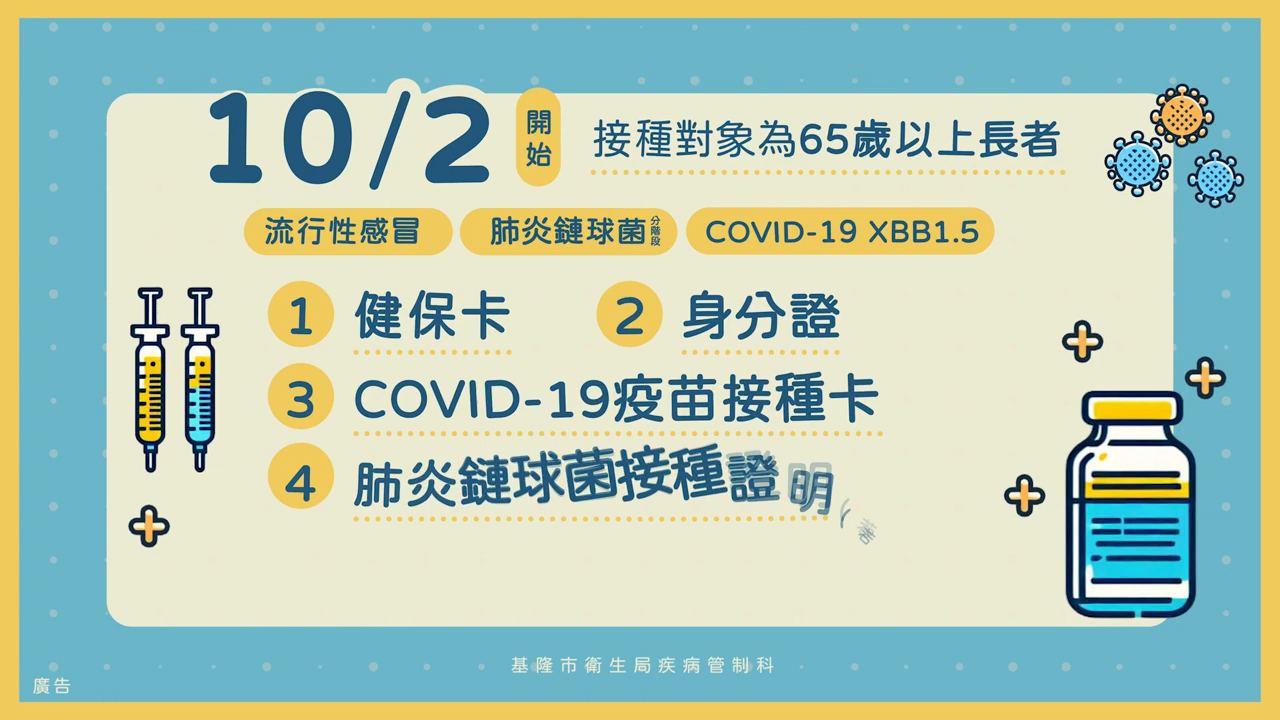 10/2 開始 接種對象為65歲以上長者
流行性感冒 肺炎鏈球菌分階段 COVID-19 XBB1.5
1 健保卡 2 身分證
3 COVID-19疫苗接種卡
4 肺炎鏈球菌接種證明
基隆市衛生局疾病管制科
廣告